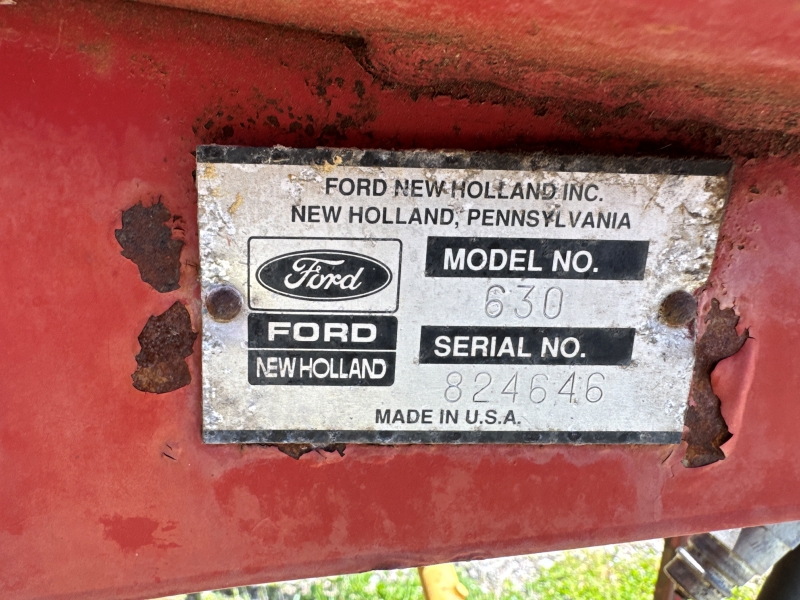 FORD NEW HOLLAND INC.
NEW HOLLAND, PENNSYLVANIA
Ford
FORD
NEW HOLLAND
MODEL NO.
630
SERIAL NO.
824646
MADE IN U.S.A.